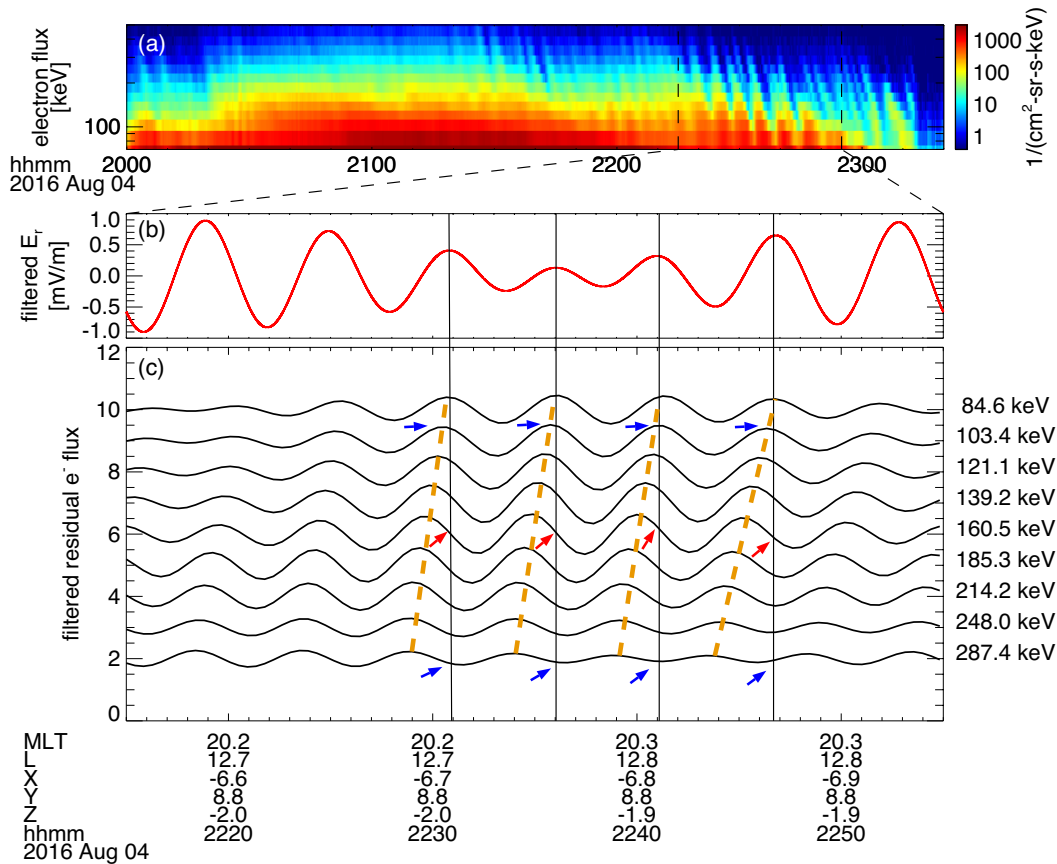 (a)
electron flux
[keV]
100
2000 2100 2200 2300
hhmm
2016 Aug 04
1000
100
10
1
1/(cm²-sr-s-keV)
(b)
filtered Eᵣ
[mV/m]
1.0
0.5
0.0
-0.5
-1.0
(c)
filtered residual e⁻ flux
12
10
8
6
4
2
0
84.6 keV
103.4 keV
121.1 keV
139.2 keV
160.5 keV
185.3 keV
214.2 keV
248.0 keV
287.4 keV
MLT 20.2 20.2 20.3 20.3
L 12.7 12.7 12.8 12.8
X -6.6 -6.7 -6.8 -6.9
Y 8.8 8.8 8.8 8.8
Z -2.0 -2.0 -1.9 -1.9
hhmm 2220 2230 2240 2250
2016 Aug 04